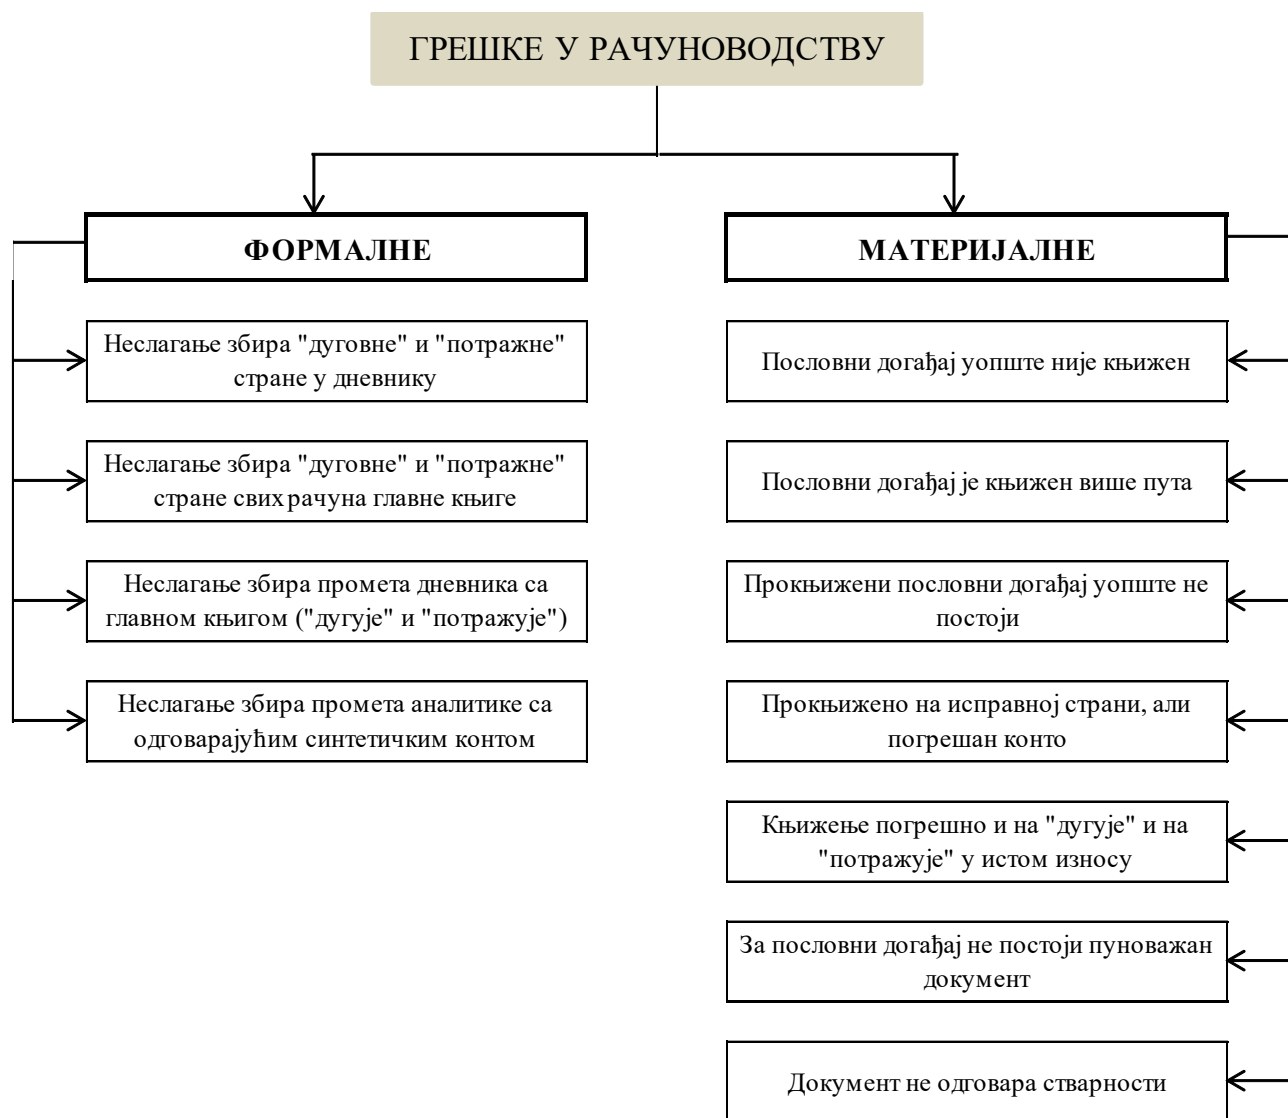 ГРЕШКЕ У РАЧУНОВОДСТВУ
ФОРМАЛНЕ
Неслагање збира "дуговне" и "потражне"
стране у дневнику
Неслагање збира "дуговне" и "потражне"
стране свих рачуна главне књиге
Неслагање збира промета дневника са
главном књигом ("дугује" и "потражује")
Неслагање збира промета аналитике са
одговарајућим синтетичким контом
МАТЕРИЈАЛНЕ
Пословни догађај уопште није књижен
Пословни догађај је књижен више пута
Прокњижени пословни догађај уопште не
постоји
Прокњижено на исправној страни, али
погрешан конто
Књижење погрешно и на "дугује" и на
"потражује" у истом износу
За пословни догађај не постоји пуноважан
документ
Документ не одговара стварности